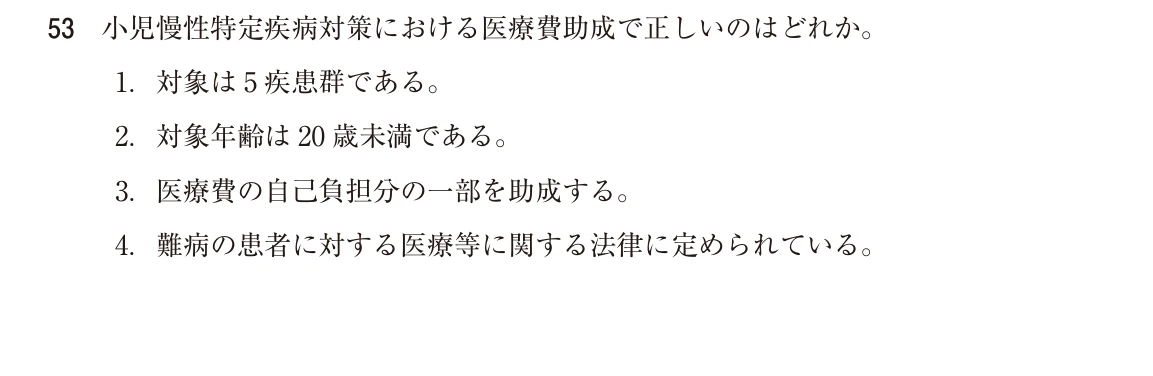 53 小児慢性特定疾病対策における医療費助成で正しいのはどれか。
1. 対象は5疾患群である。
2. 対象年齢は20歳未満である。
3. 医療費の自己負担分の一部を助成する。
4. 難病の患者に対する医療等に関する法律に定められている。